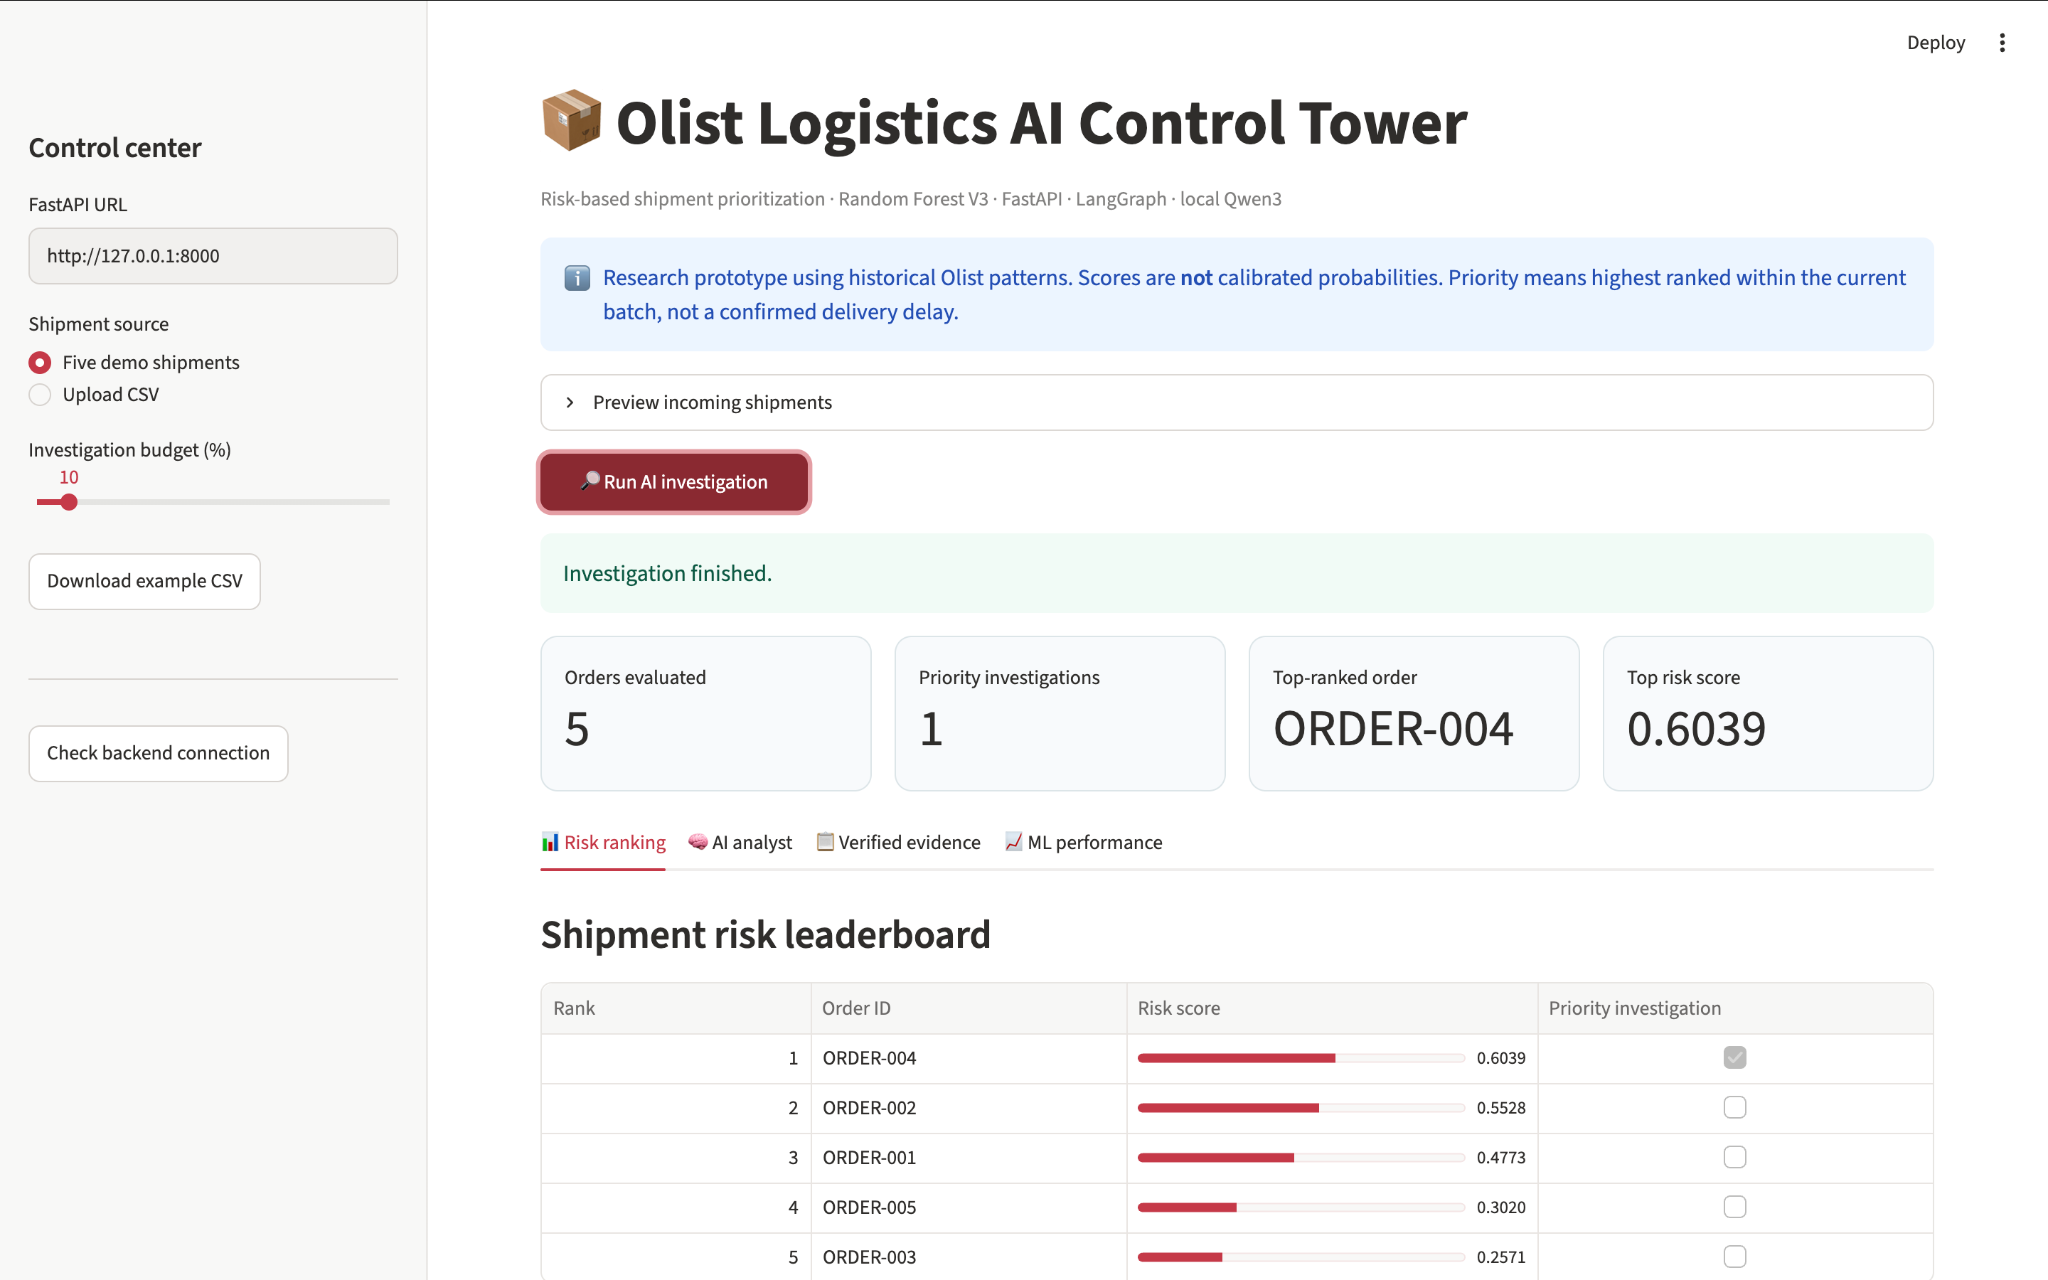 Deploy
Control center
FastAPI URL
http://127.0.0.1:8000
Shipment source
Five demo shipments
Upload CSV
Investigation budget (%)
10
Download example CSV
Check backend connection
Olist Logistics AI Control Tower
Risk-based shipment prioritization · Random Forest V3 · FastAPI · LangGraph · local Qwen3
Research prototype using historical Olist patterns. Scores are not calibrated probabilities. Priority means highest ranked within the current
batch, not a confirmed delivery delay.
Preview incoming shipments
Run AI investigation
Investigation finished.
Orders evaluated
5
Priority investigations
1
Top-ranked order
ORDER-004
Top risk score
0.6039
Risk ranking AI analyst Verified evidence ML performance
Shipment risk leaderboard
Rank Order ID Risk score Priority investigation
1 ORDER-004 0.6039
2 ORDER-002 0.5528
3 ORDER-001 0.4773
4 ORDER-005 0.3020
5 ORDER-003 0.2571